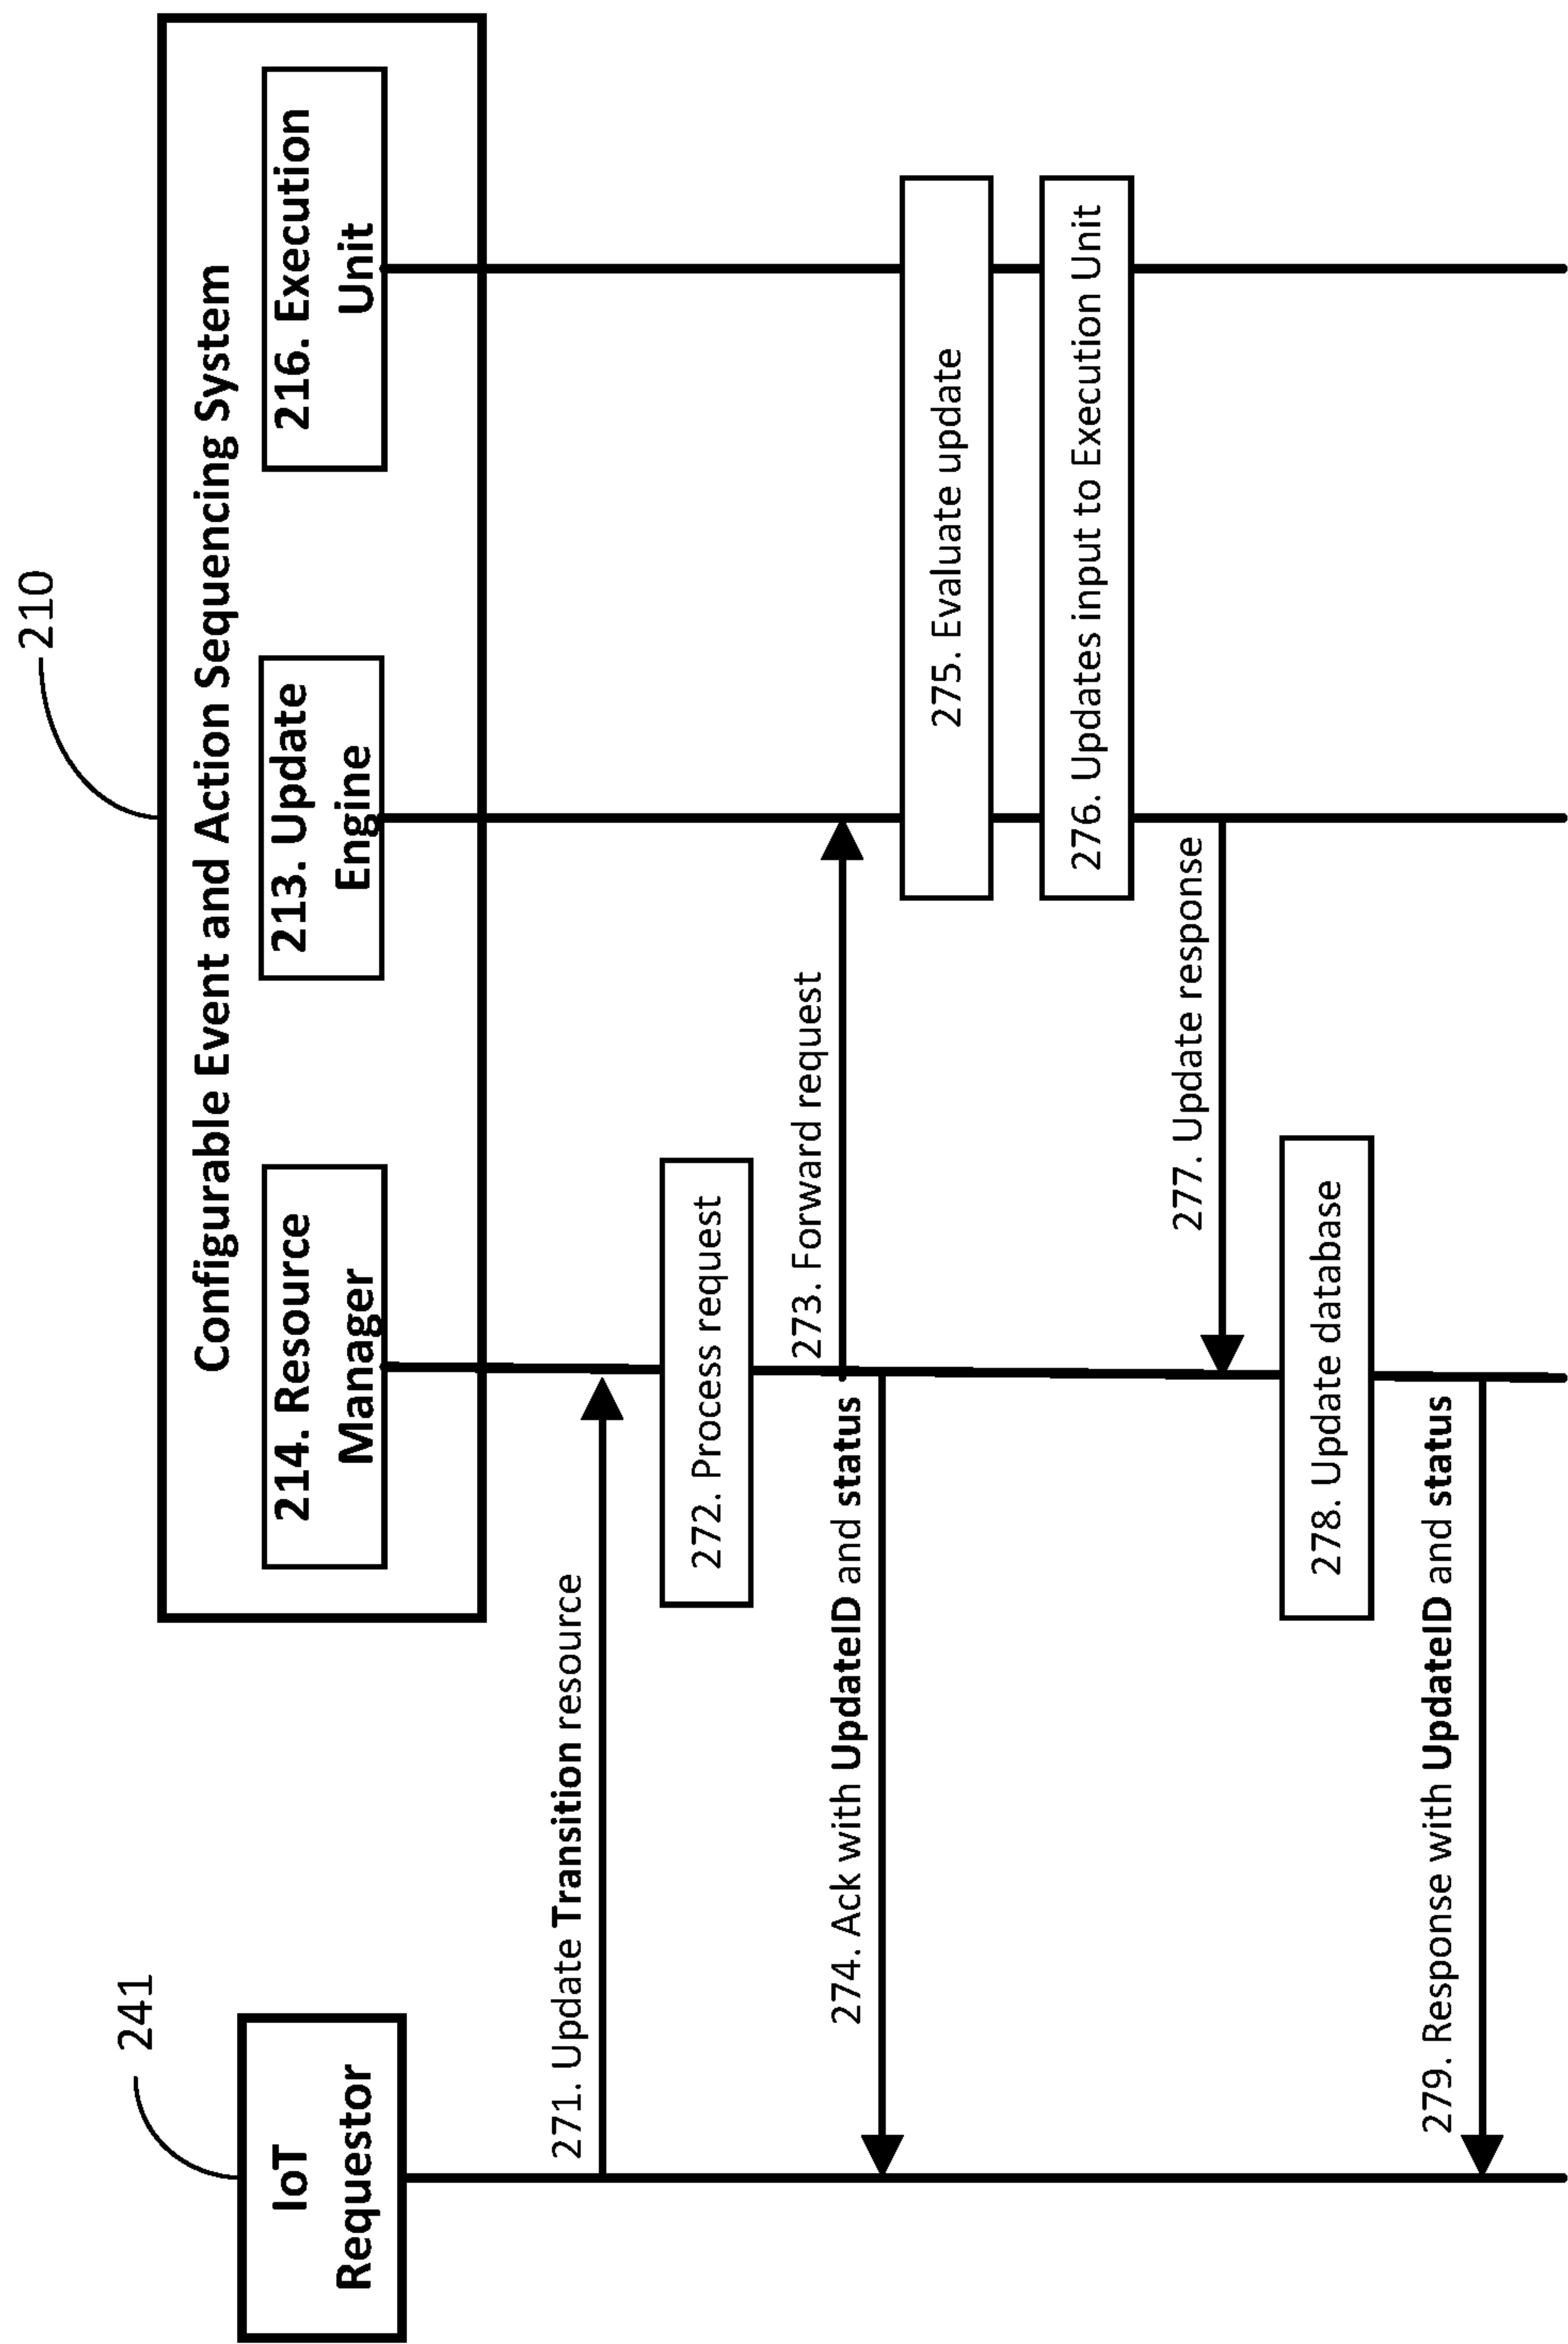 210
241
Configurable Event and Action Sequencing System
IoT
Requestor
214. Resource
Manager
213. Update
Engine
216. Execution
Unit
271. Update Transition resource
272. Process request
273. Forward request
274. Ack with UpdateID and status
275. Evaluate update
276. Updates input to Execution Unit
277. Update response
278. Update database
279. Response with UpdateID and status